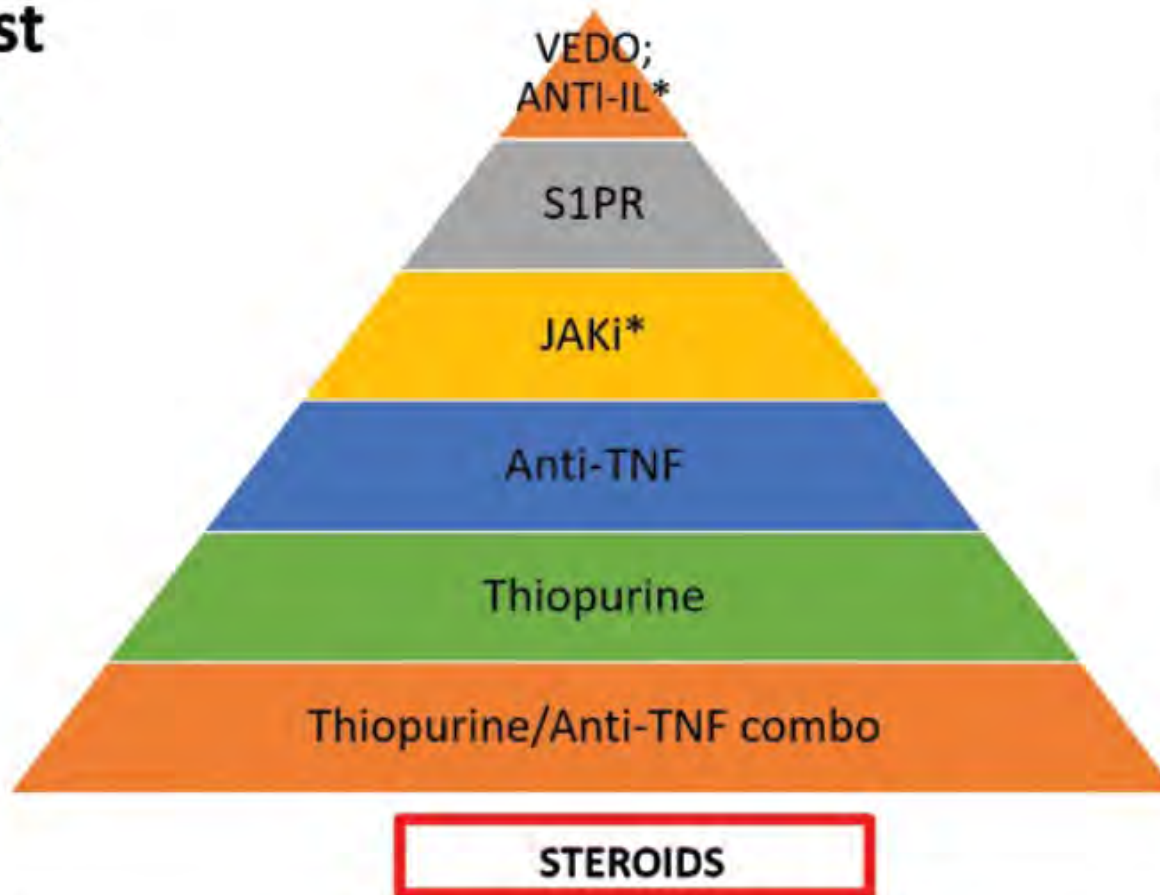 st
VEDO;
ANTI-IL*
S1PR
JAKi*
Anti-TNF
Thiopurine
Thiopurine/Anti-TNF combo
STEROIDS